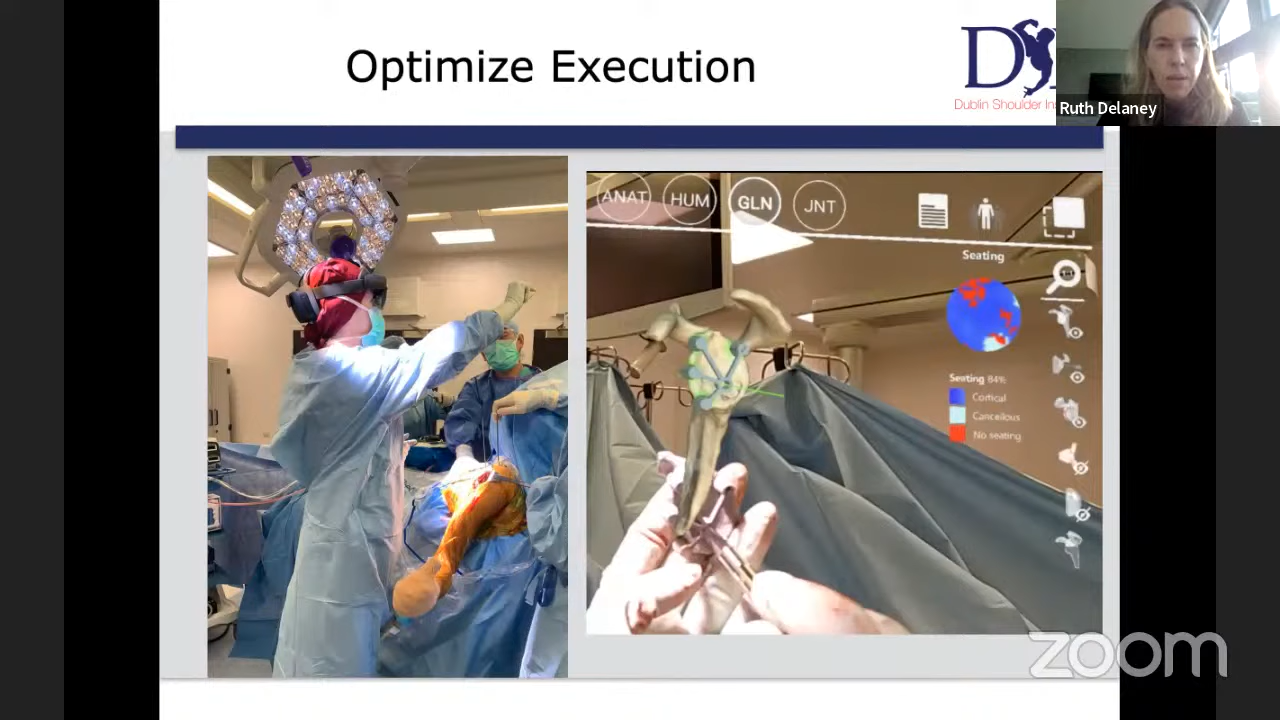 Optimize Execution
D
Dublin Shoulder In
Ruth Delaney
ANAT HUM GLN JNT
Seating
Seating 84%
Cortical
Cancellous
No seating
zoom